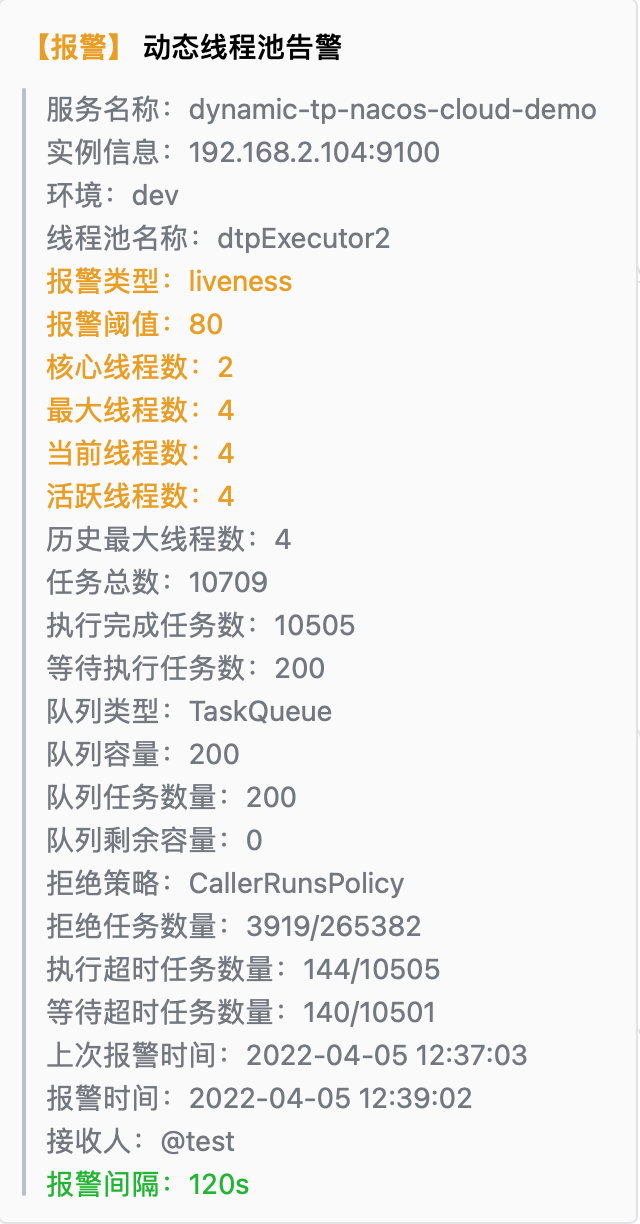 【报警】 动态线程池告警
服务名称：dynamic-tp-nacos-cloud-demo
实例信息：192.168.2.104:9100
环境：dev
线程池名称：dtpExecutor2
报警类型：liveness
报警阈值：80
核心线程数：2
最大线程数：4
当前线程数：4
活跃线程数：4
历史最大线程数：4
任务总数：10709
执行完成任务数：10505
等待执行任务数：200
队列类型：TaskQueue
队列容量：200
队列任务数量：200
队列剩余容量：0
拒绝策略：CallerRunsPolicy
拒绝任务数量：3919/265382
执行超时任务数量：144/10505
等待超时任务数量：140/10501
上次报警时间：2022-04-05 12:37:03
报警时间：2022-04-05 12:39:02
接收人：@test
报警间隔：120s